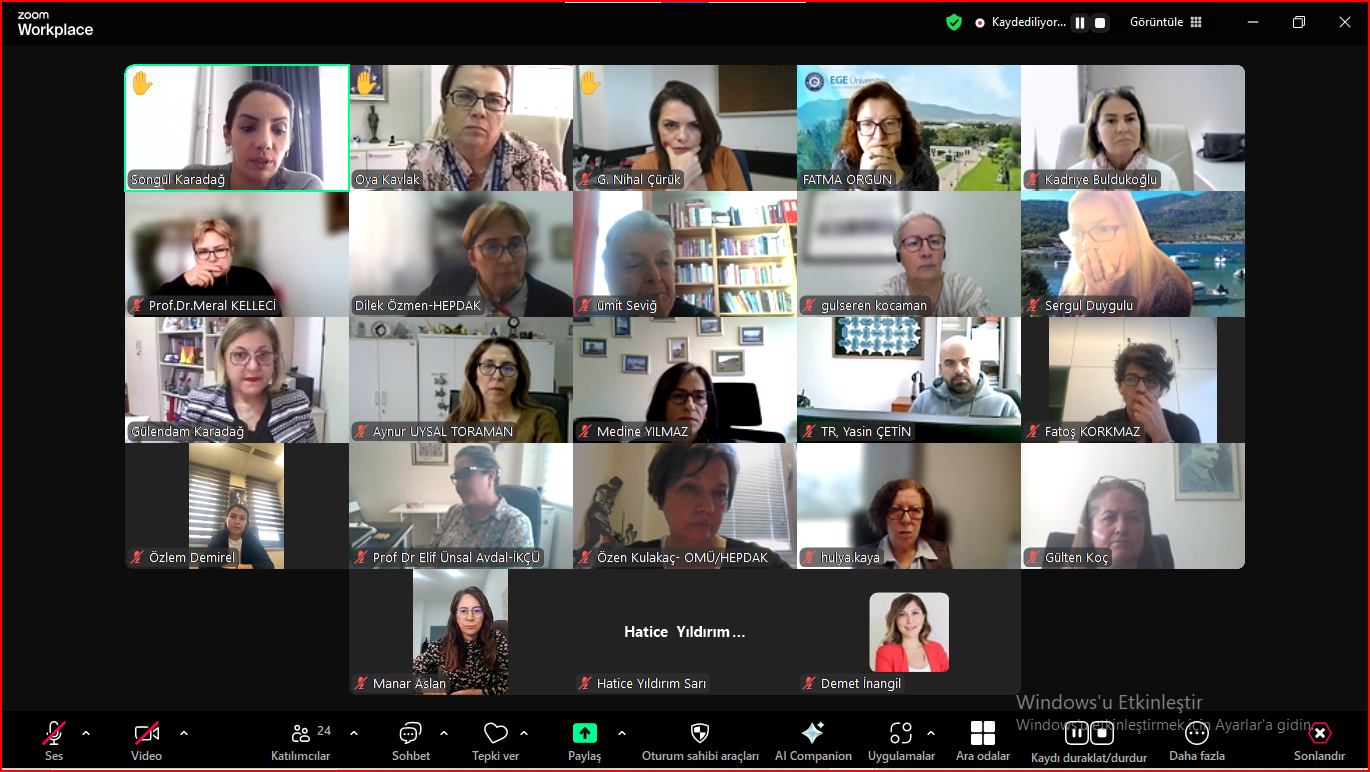 zoom
Workplace
Kaydediliyor...
Görüntüle
Songül Karadağ
Oya Kavlak
G. Nihal Çürük
EGE Üniversitesi
FATMA ORGUN
Kadriye Buldukoğlu
Prof.Dr.Meral KELLECİ
Dilek Özmen-HEPDAK
ümit Seviğ
gulseren kocaman
Sergul Duygulu
Gülendam Karadağ
Aynur UYSAL TORAMAN
Medine YILMAZ
TR, Yasin ÇETİN
Fatoş KORKMAZ
Özlem Demirel
Prof Dr Elif Ünsal Avdal-İKÇÜ
Özen Kulakaç- OMÜ/HEPDAK
hulya.kaya
Gülten Koç
Hatice Yıldırım ...
Manar Aslan
Hatice Yıldırım Sarı
Demet İnangil
Windows'u Etkinleştir
Windows'u etkinleştirmek için Ayarlar'a gidin.
24
Ses
Video
Katılımcılar
Sohbet
Tepki ver
Paylaş
Oturum sahibi araçları
AI Companion
Uygulamalar
Ara odalar
Kaydı duraklat/durdur
Daha fazla
Sonlandır